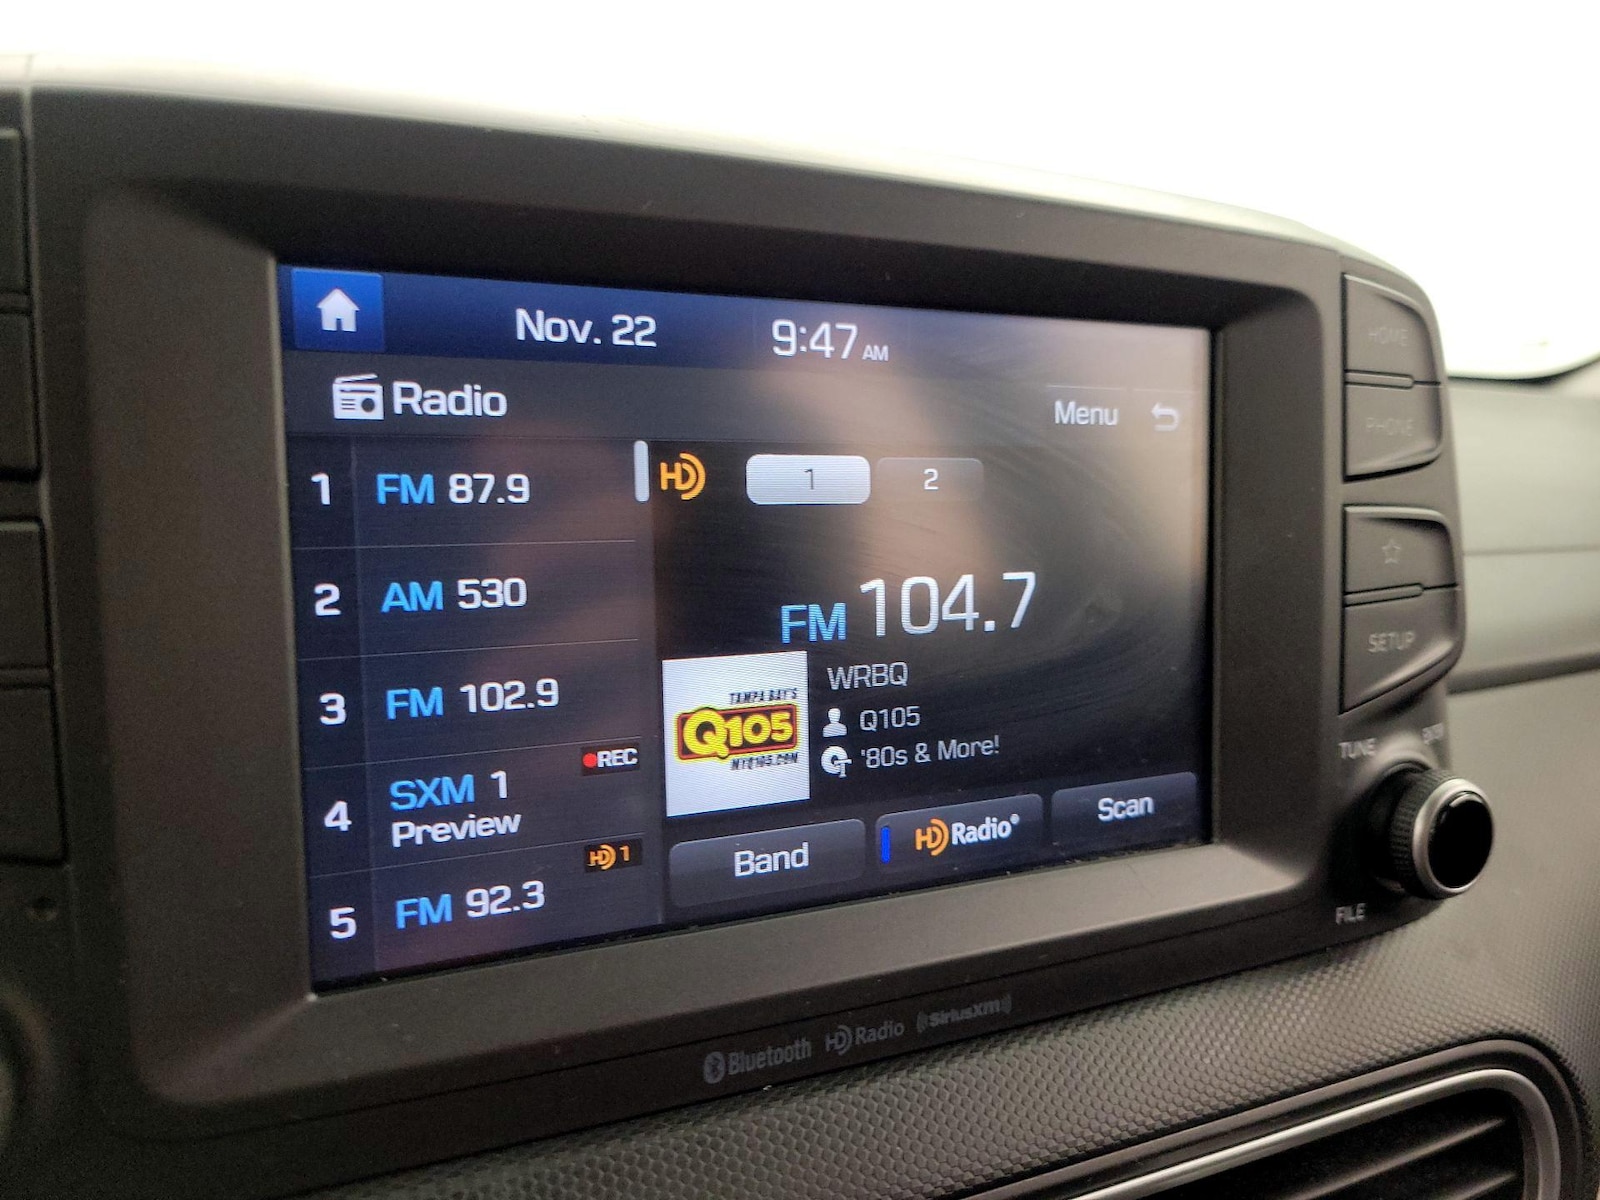 Nov. 22
9:47 AM
Radio
Menu
1 FM 87.9
2 AM 530
3 FM 102.9
REC
4 SXM 1
Preview
HD 1
5 FM 92.3
HD
1
2
FM 104.7
WRBQ
Q105
'80s & More!
TAMPA BAY'S
Q105
MYQ105.COM
Band
HD Radio®
Scan
HOME
PHONE
SETUP
TUNE
FILE
Bluetooth
HD Radio
((SiriusXM))